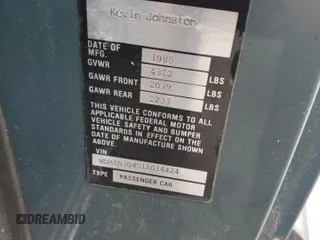 Kevin Johnston
DATE OF
MFG. 1985
GVWR 4312 LBS
GAWR FRONT 2079 LBS
GAWR REAR 2231 LBS
THIS VEHICLE CONFORMS TO ALL
APPLICABLE FEDERAL MOTOR
VEHICLE SAFETY AND BUMPER
STANDARDS IN EFFECT ON THE
DATE OF MANUFACTURE SHOWN
ABOVE.
VIN
TYPE PASSENGER CAR
DREAMBID